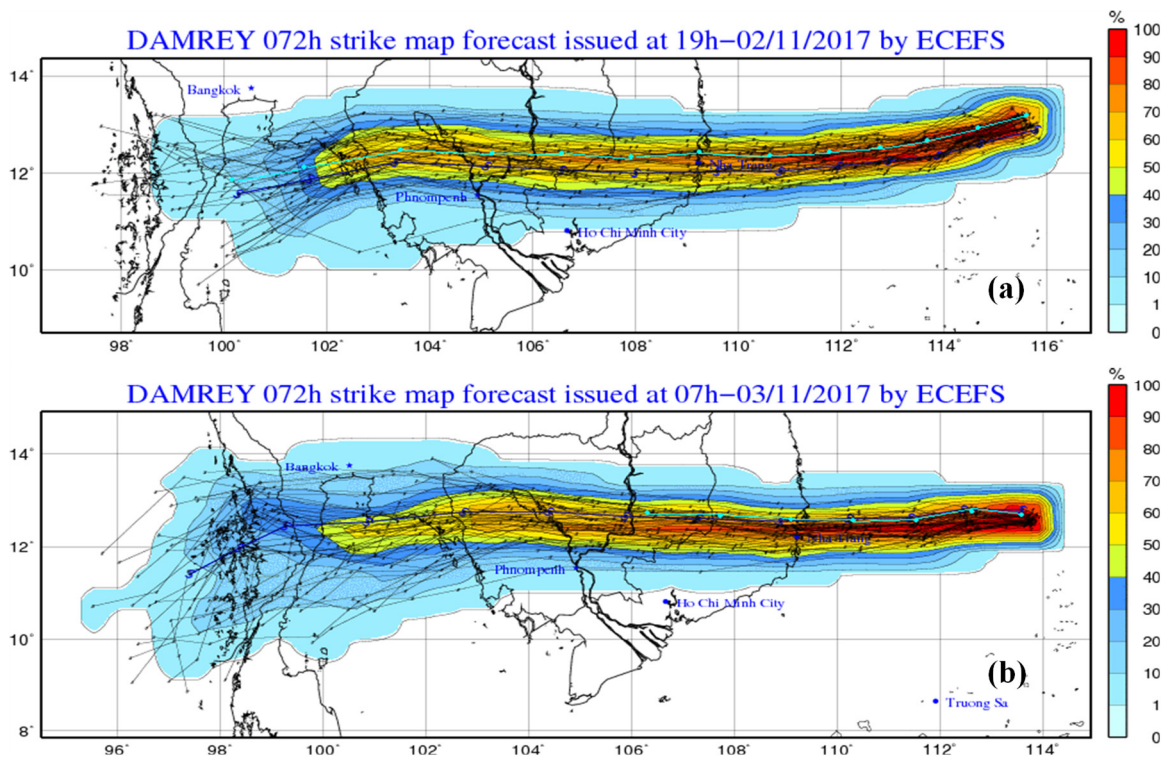 DAMREY 072h strike map forecast issued at 19h−02/11/2017 by ECEFS
%
14°
12°
10°
Bangkok
Nha Trang
Phnompenh
Ho Chi Minh City
(a)
98° 100° 102° 104° 106° 108° 110° 112° 114° 116°
100
90
80
70
60
50
40
30
20
10
1
0
DAMREY 072h strike map forecast issued at 07h−03/11/2017 by ECEFS
%
14°
12°
10°
8°
Bangkok
Nha Trang
Phnompenh
Ho Chi Minh City
(b)
Truong Sa
96° 98° 100° 102° 104° 106° 108° 110° 112° 114°
100
90
80
70
60
50
40
30
20
10
1
0